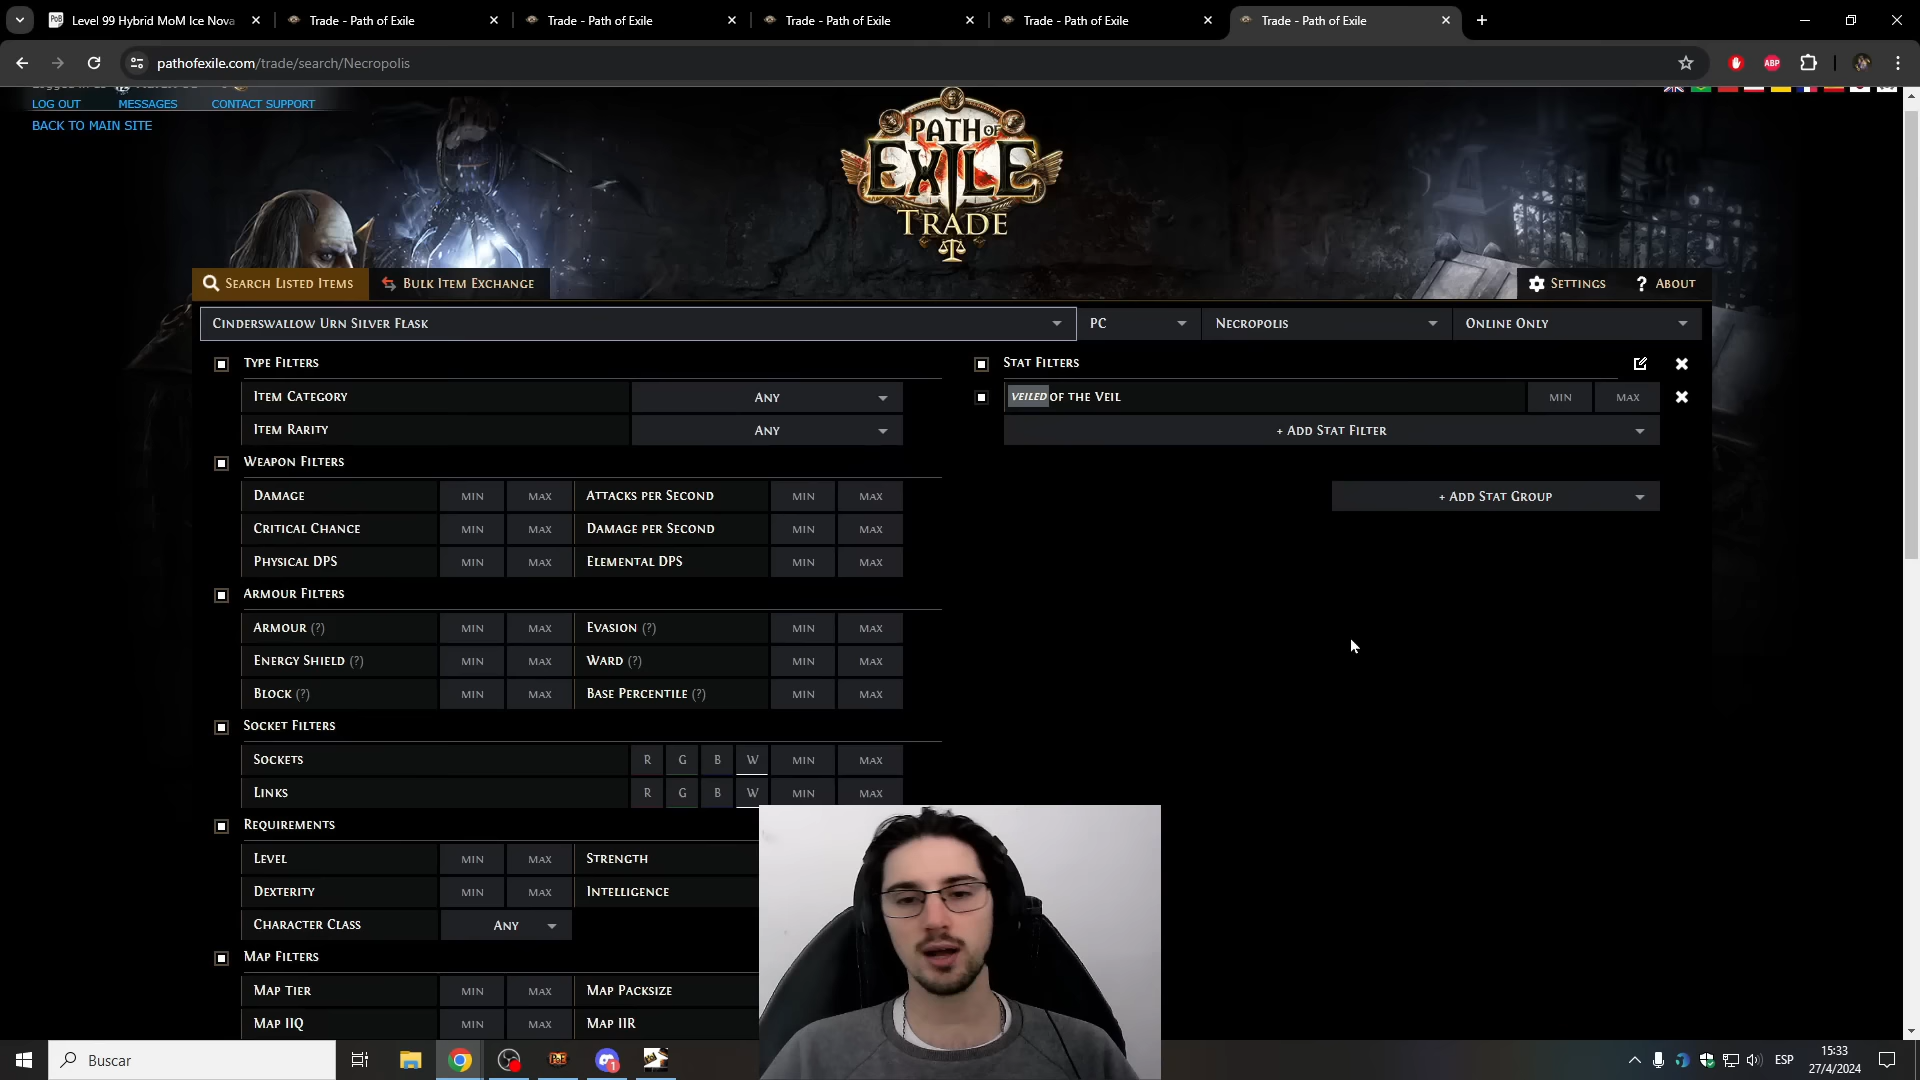 Level 99 Hybrid MoM Ice Nova
Trade - Path of Exile
Trade - Path of Exile
Trade - Path of Exile
Trade - Path of Exile
Trade - Path of Exile
pathofexile.com/trade/search/Necropolis
ABP
LOG OUT
MESSAGES
CONTACT SUPPORT
BACK TO MAIN SITE
PATH OF
EXILE
TRADE
Search Listed Items
Bulk Item Exchange
Settings
? About
Cinderswallow Urn Silver Flask
PC
Necropolis
Online Only
Type Filters
Item Category
Any
Item Rarity
Any
Weapon Filters
Damage
MIN
MAX
Attacks per Second
MIN
MAX
Critical Chance
MIN
MAX
Damage per Second
MIN
MAX
Physical DPS
MIN
MAX
Elemental DPS
MIN
MAX
Armour Filters
Armour (?)
MIN
MAX
Evasion (?)
MIN
MAX
Energy Shield (?)
MIN
MAX
Ward (?)
MIN
MAX
Block (?)
MIN
MAX
Base Percentile (?)
MIN
MAX
Socket Filters
Sockets
R
G
B
W
MIN
MAX
Links
R
G
B
W
MIN
MAX
Requirements
Level
MIN
MAX
Strength
Dexterity
MIN
MAX
Intelligence
Character Class
Any
Map Filters
Map Tier
MIN
MAX
Map Packsize
Map IIQ
MIN
MAX
Map IIR
Stat Filters
VEILED of the Veil
MIN
MAX
+ Add Stat Filter
+ Add Stat Group
Buscar
PoE
1
ESP
15:33
27/4/2024